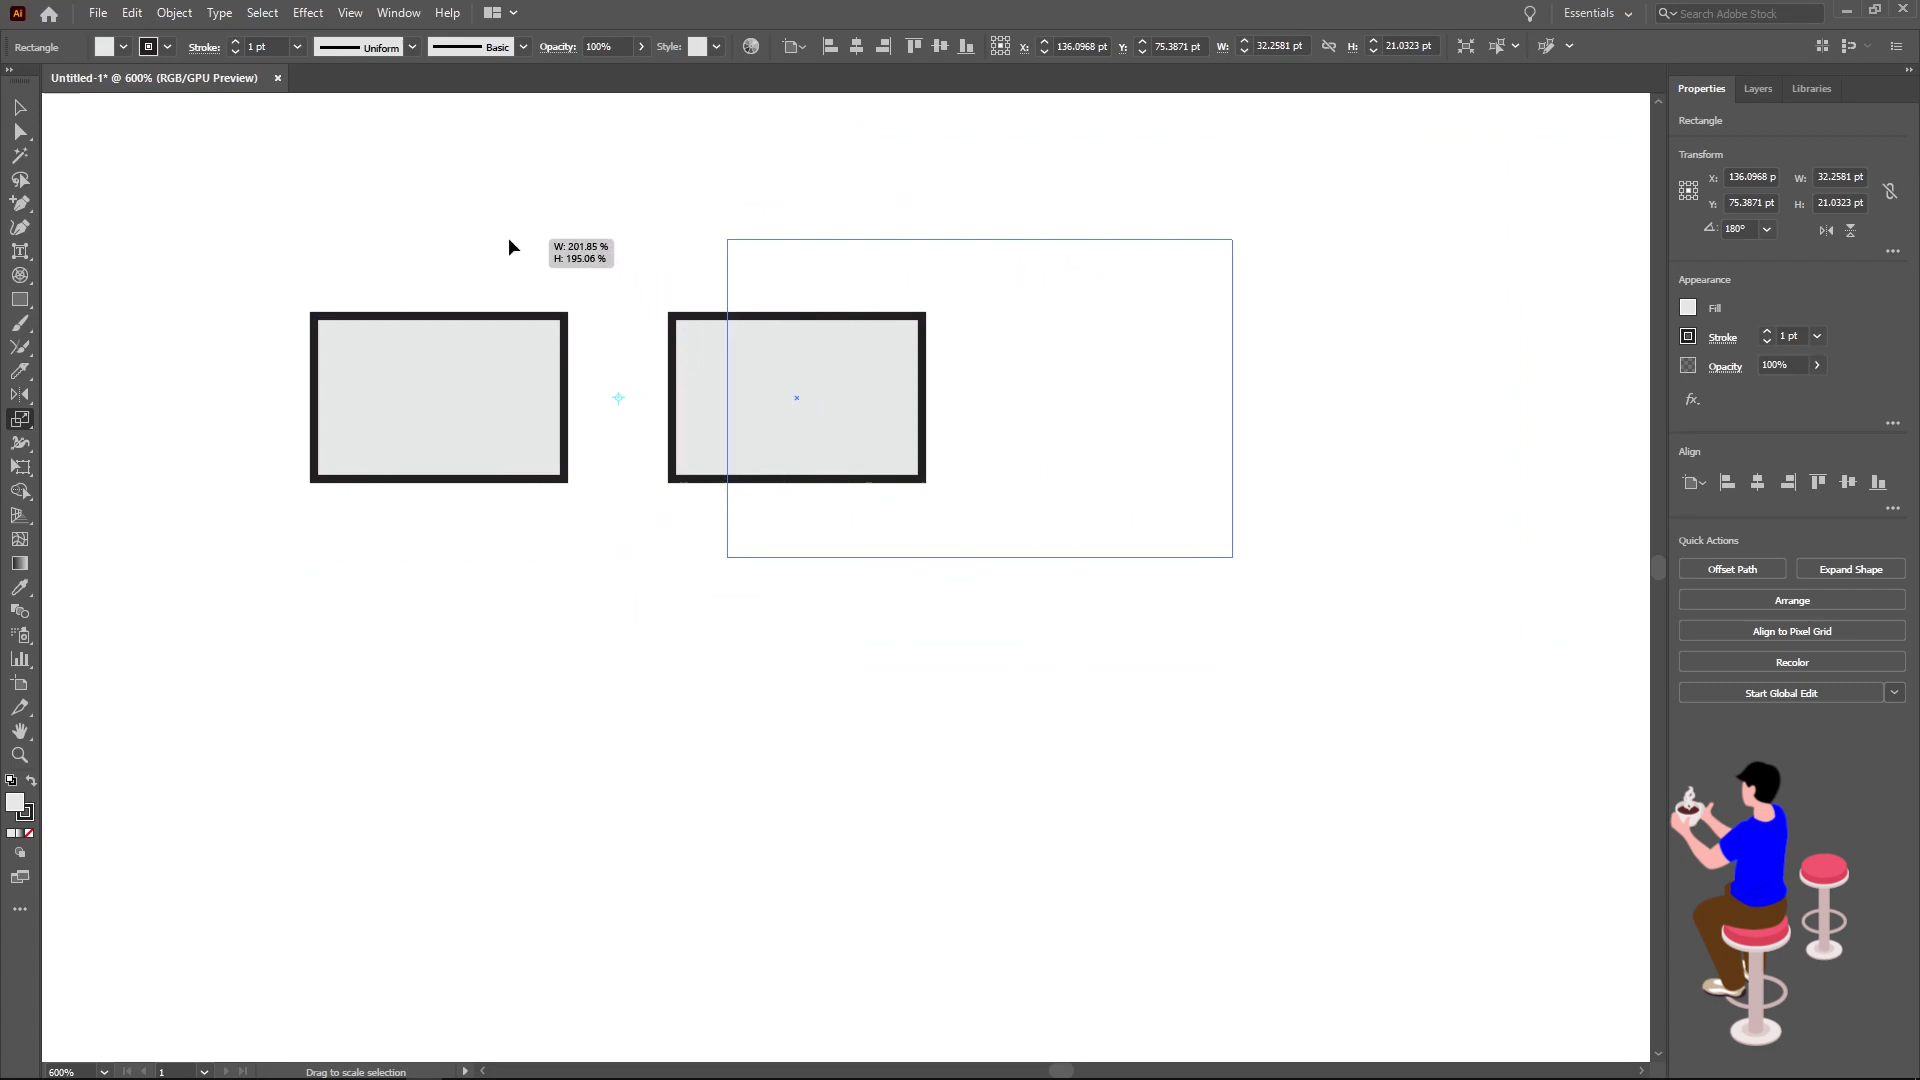 Ai File Edit Object Type Select Effect View Window Help Essentials Search Adobe Stock
Rectangle Stroke: 1 pt Uniform Basic Opacity: 100% Style: X: 136.0968 pt Y: 75.3871 pt W: 32.2581 pt H: 21.0323 pt
Untitled-1* @ 600% (RGB/GPU Preview) ×
W: 201.85 %
H: 195.06 %
Properties Layers Libraries
Rectangle
Transform
X: 136.0968 p W: 32.2581 pt
Y: 75.3871 pt H: 21.0323 pt
180°
Appearance
Fill
Stroke 1 pt
Opacity 100%
fx.
Align
Quick Actions
Offset Path Expand Shape
Arrange
Align to Pixel Grid
Recolor
Start Global Edit
600% 1 Drag to scale selection